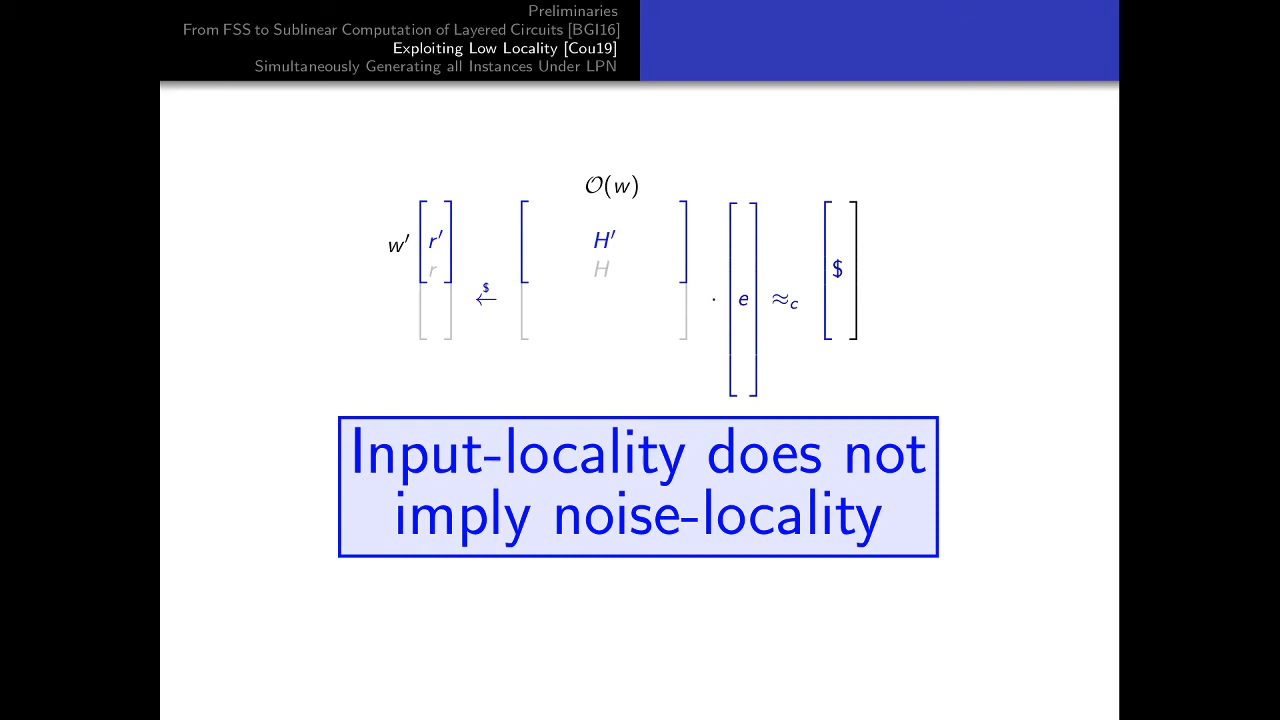 Preliminaries
From FSS to Sublinear Computation of Layered Circuits [BGI16]
Exploiting Low Locality [Cou19]
Simultaneously Generating all Instances Under LPN
𝒪(w)
w′ [r′] [H′] [$]
r H
$← · [e] ≈c
Input-locality does not
imply noise-locality